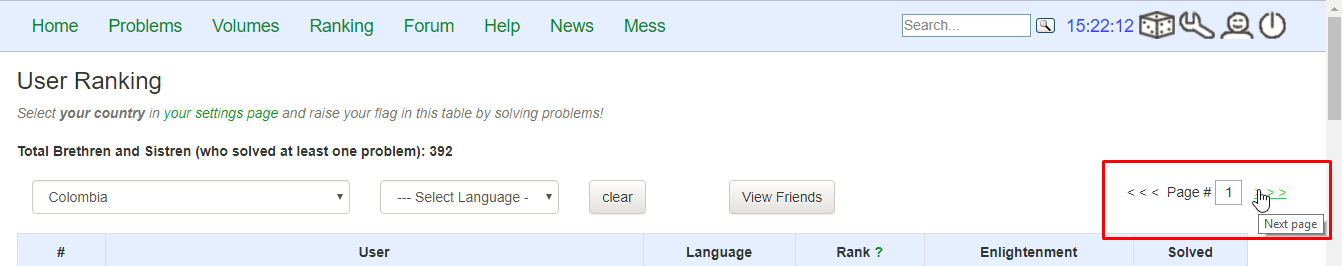 Home Problems Volumes Ranking Forum Help News Mess Search... 15:22:12
User Ranking
Select your country in your settings page and raise your flag in this table by solving problems!
Total Brethren and Sistren (who solved at least one problem): 392
Colombia --- Select Language - clear View Friends < < < Page # 1 > > >
Next page
# User Language Rank ? Enlightenment Solved